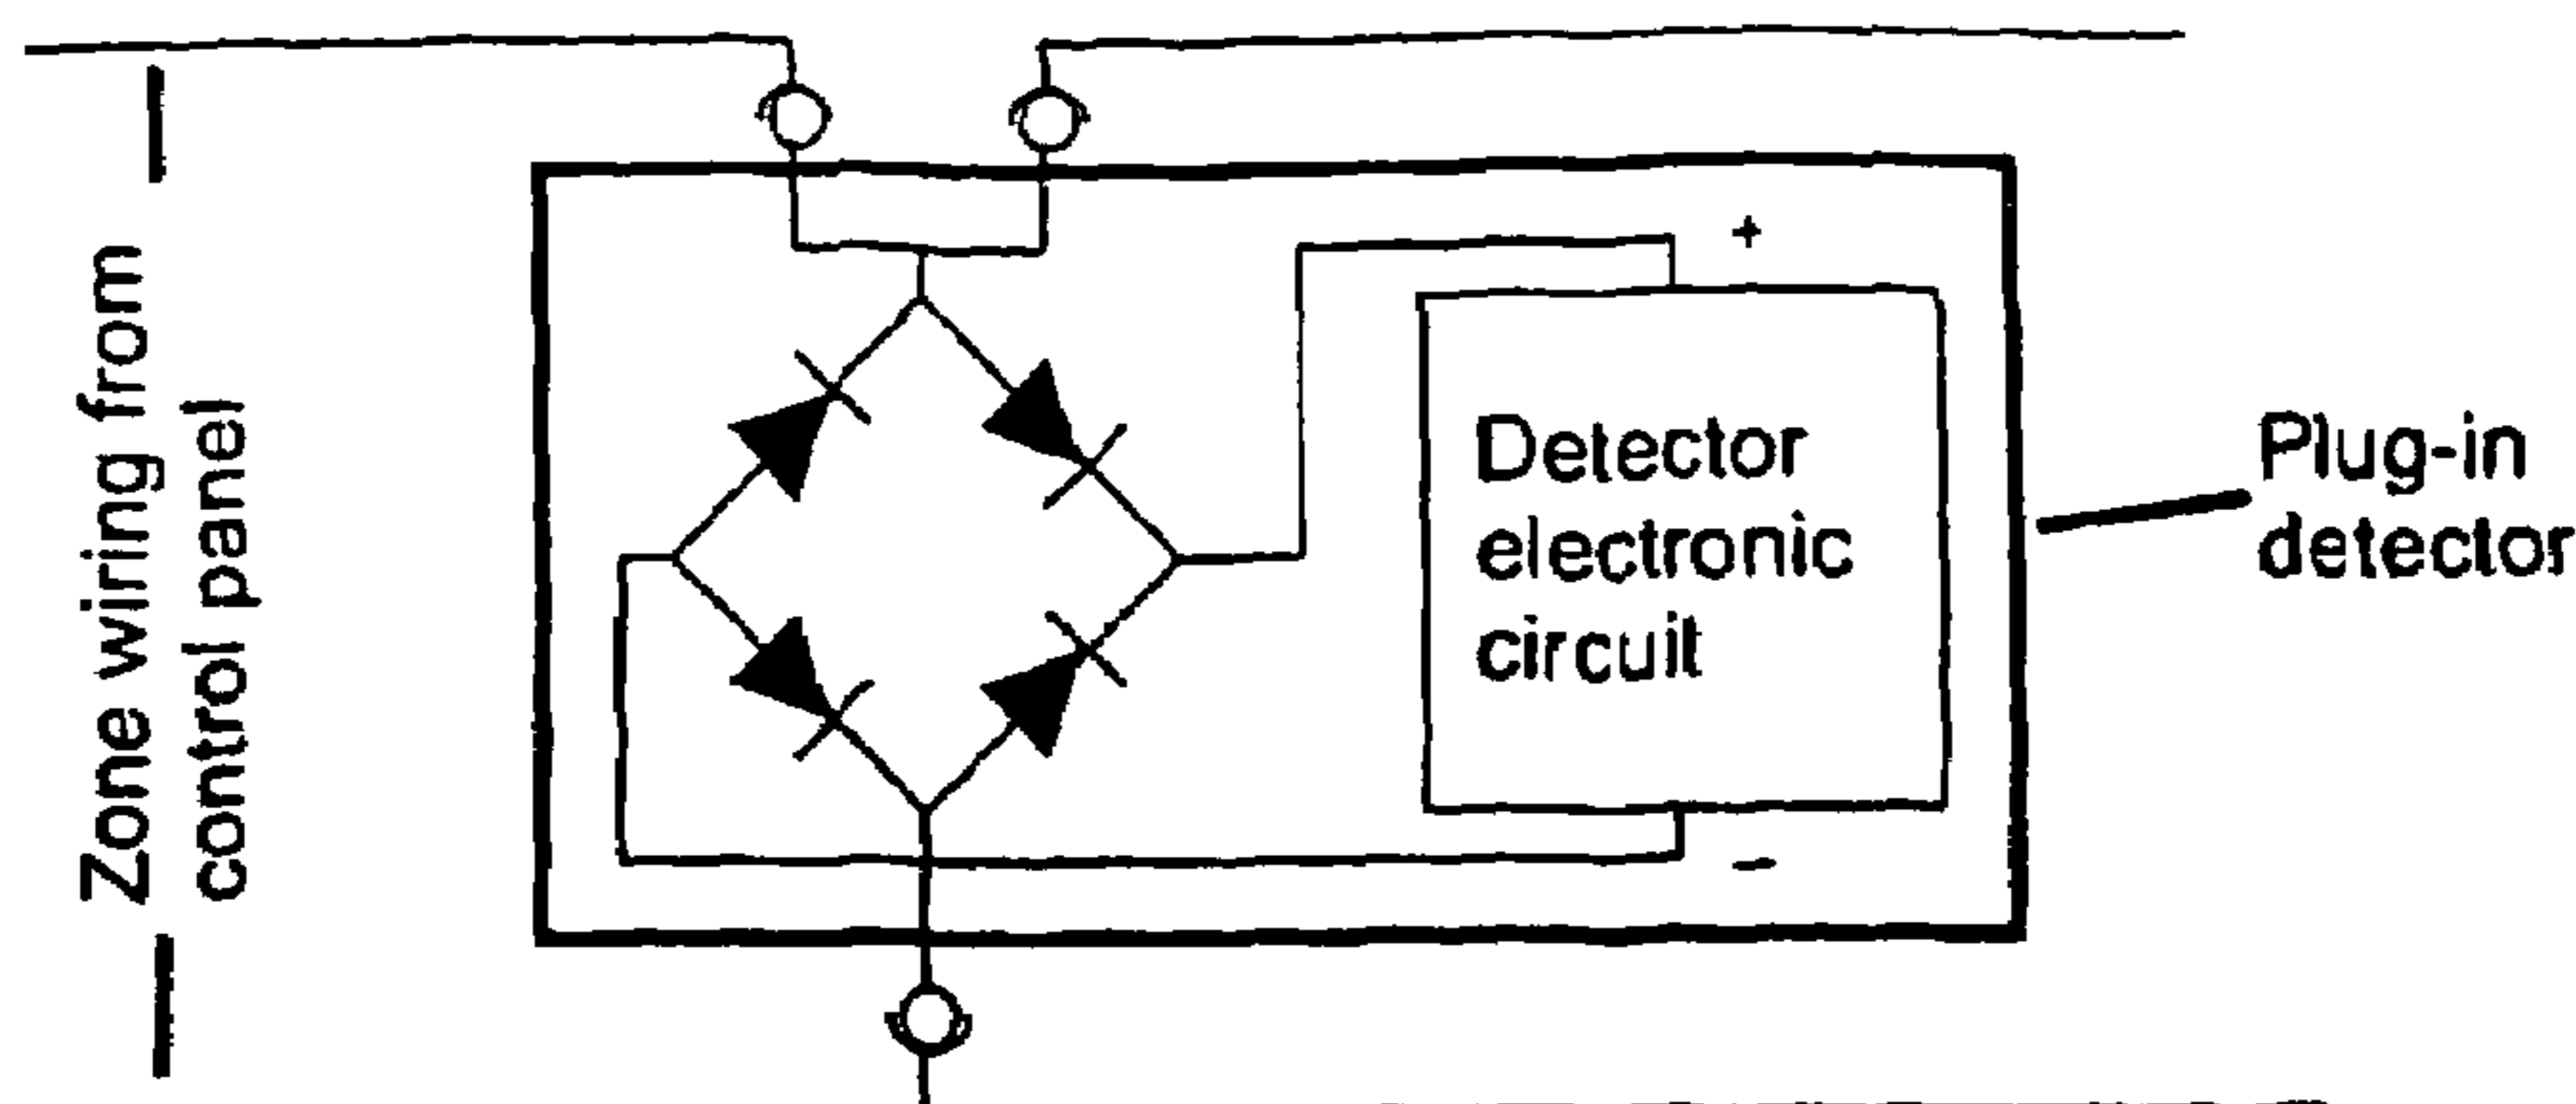 Zone wiring from
control panel
+
Detector
electronic
circuit
-
Plug-in
detector